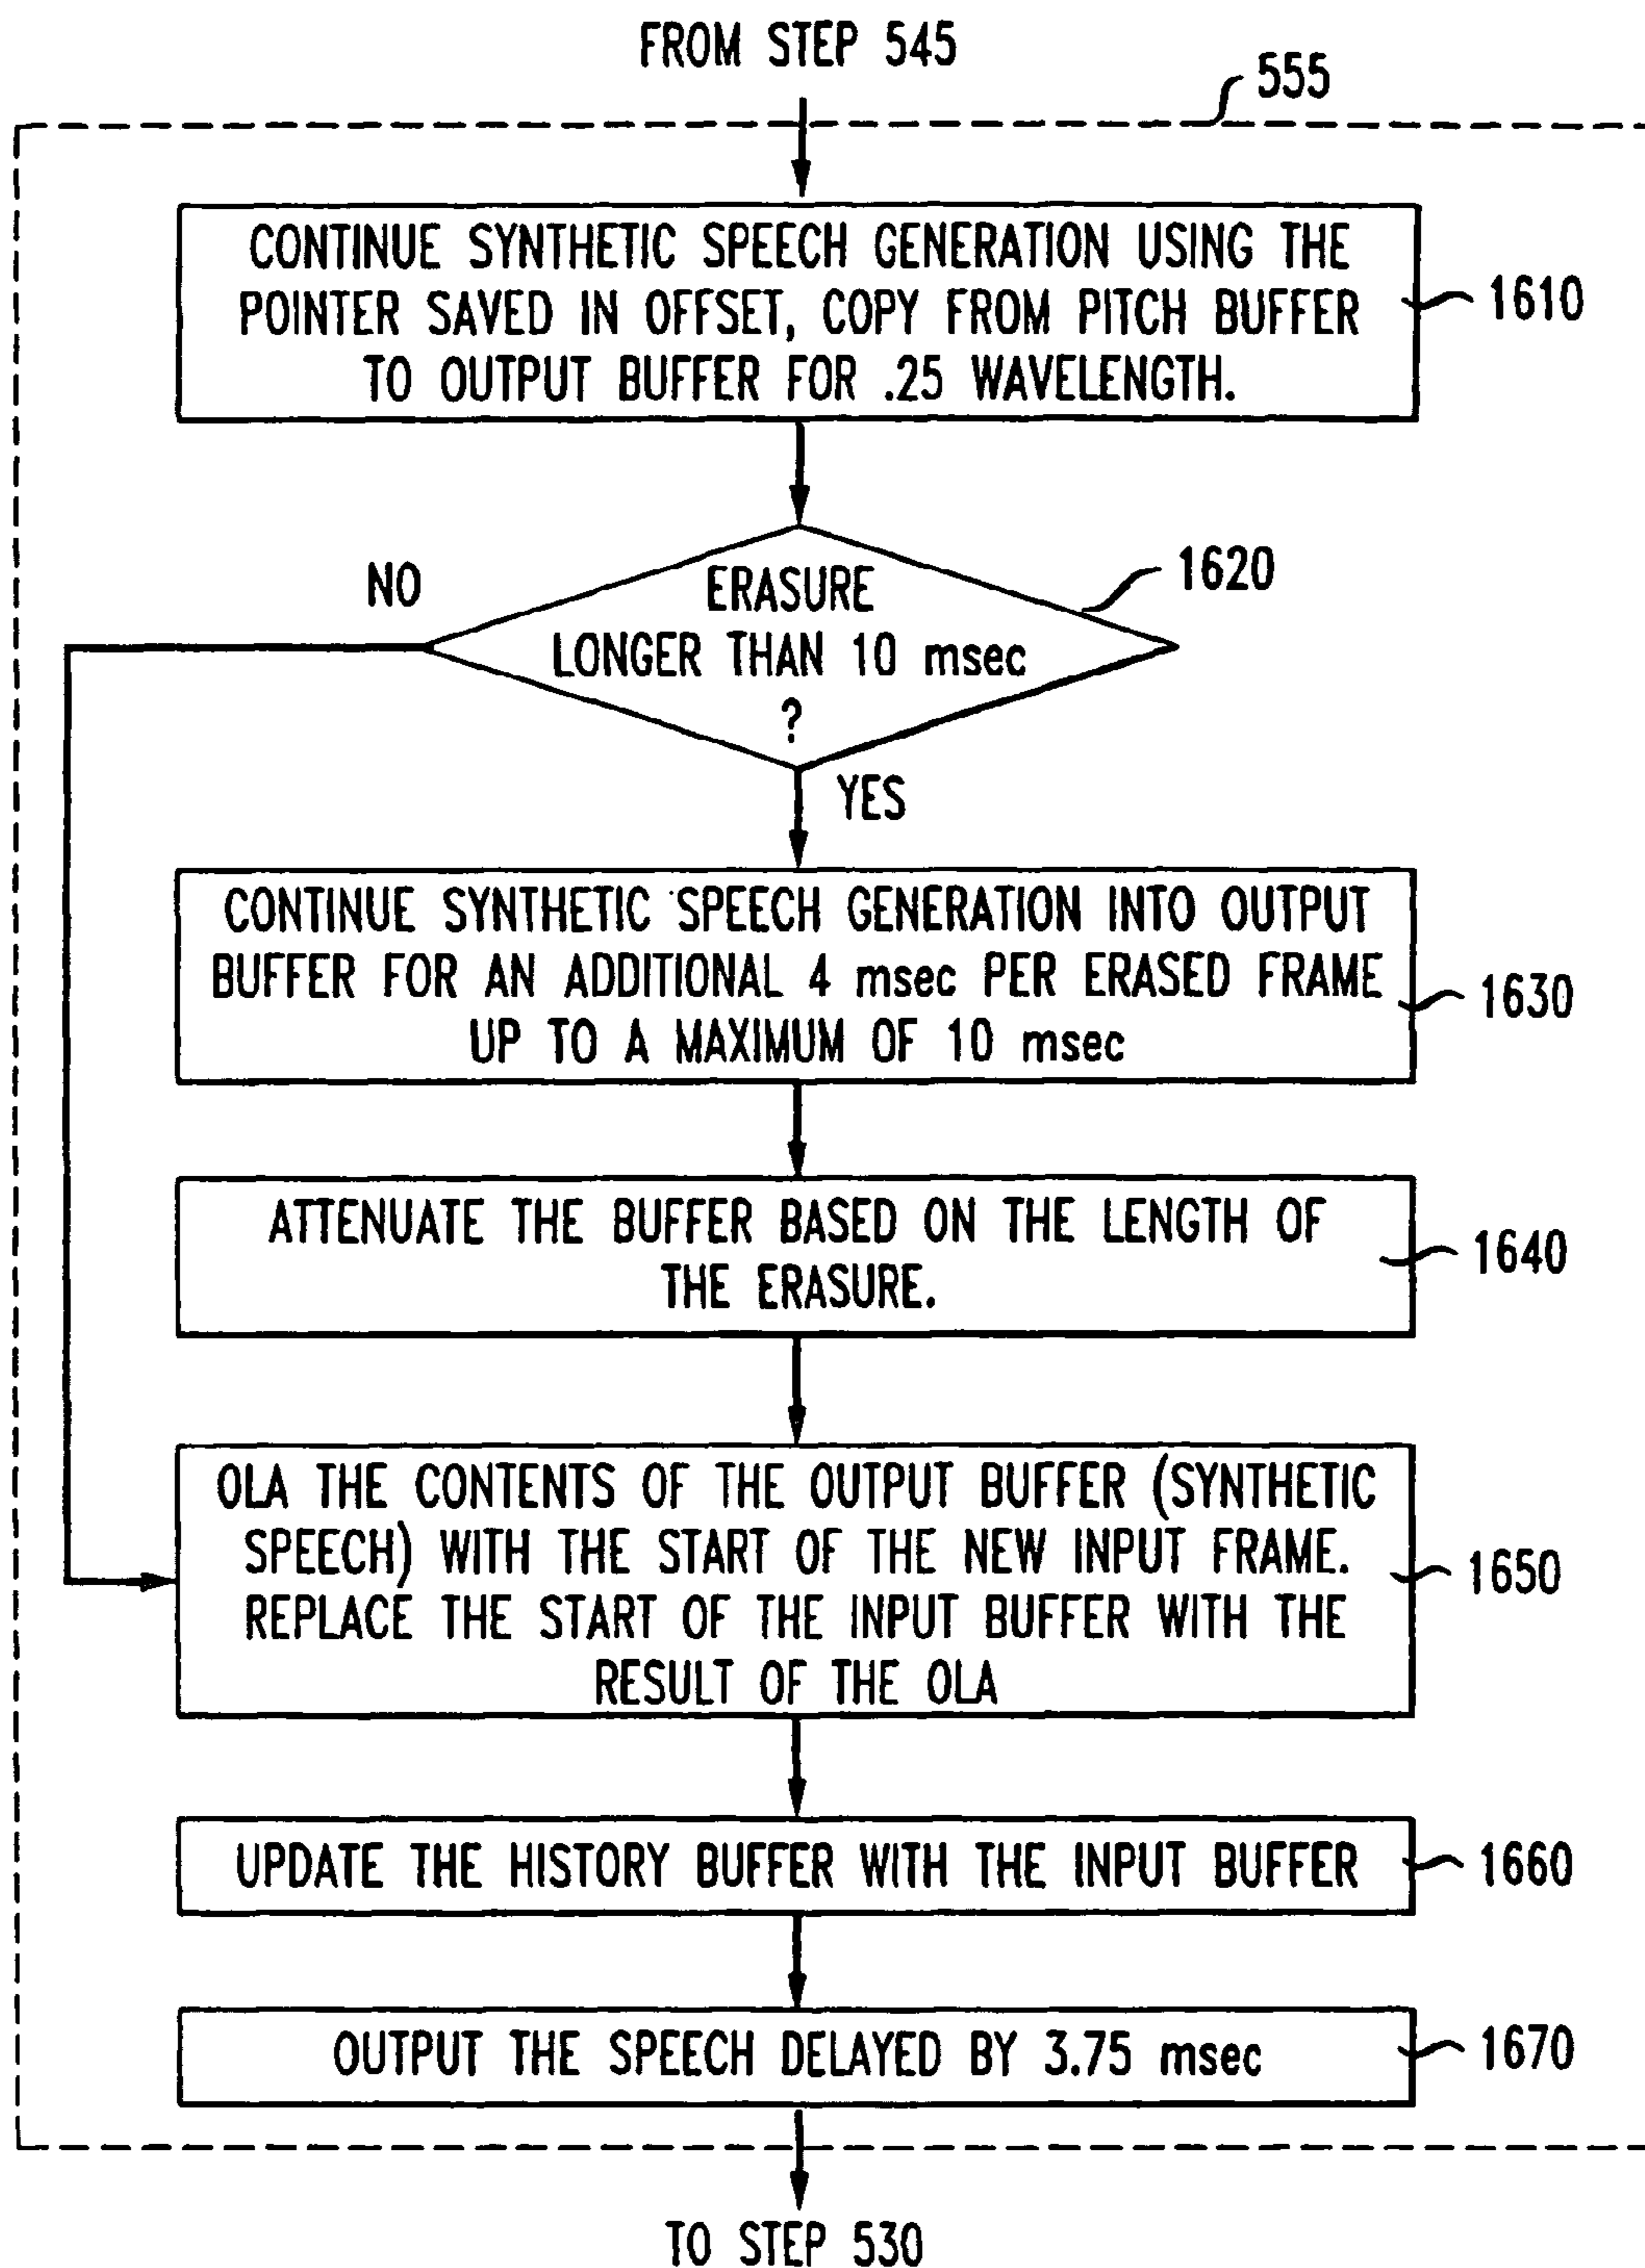 FROM STEP 545
555
CONTINUE SYNTHETIC SPEECH GENERATION USING THE
POINTER SAVED IN OFFSET, COPY FROM PITCH BUFFER
TO OUTPUT BUFFER FOR .25 WAVELENGTH.
1610
NO
ERASURE
LONGER THAN 10 msec
?
1620
YES
CONTINUE SYNTHETIC SPEECH GENERATION INTO OUTPUT
BUFFER FOR AN ADDITIONAL 4 msec PER ERASED FRAME
UP TO A MAXIMUM OF 10 msec
1630
ATTENUATE THE BUFFER BASED ON THE LENGTH OF
THE ERASURE.
1640
OLA THE CONTENTS OF THE OUTPUT BUFFER (SYNTHETIC
SPEECH) WITH THE START OF THE NEW INPUT FRAME.
REPLACE THE START OF THE INPUT BUFFER WITH THE
RESULT OF THE OLA
1650
UPDATE THE HISTORY BUFFER WITH THE INPUT BUFFER
1660
OUTPUT THE SPEECH DELAYED BY 3.75 msec
1670
TO STEP 530